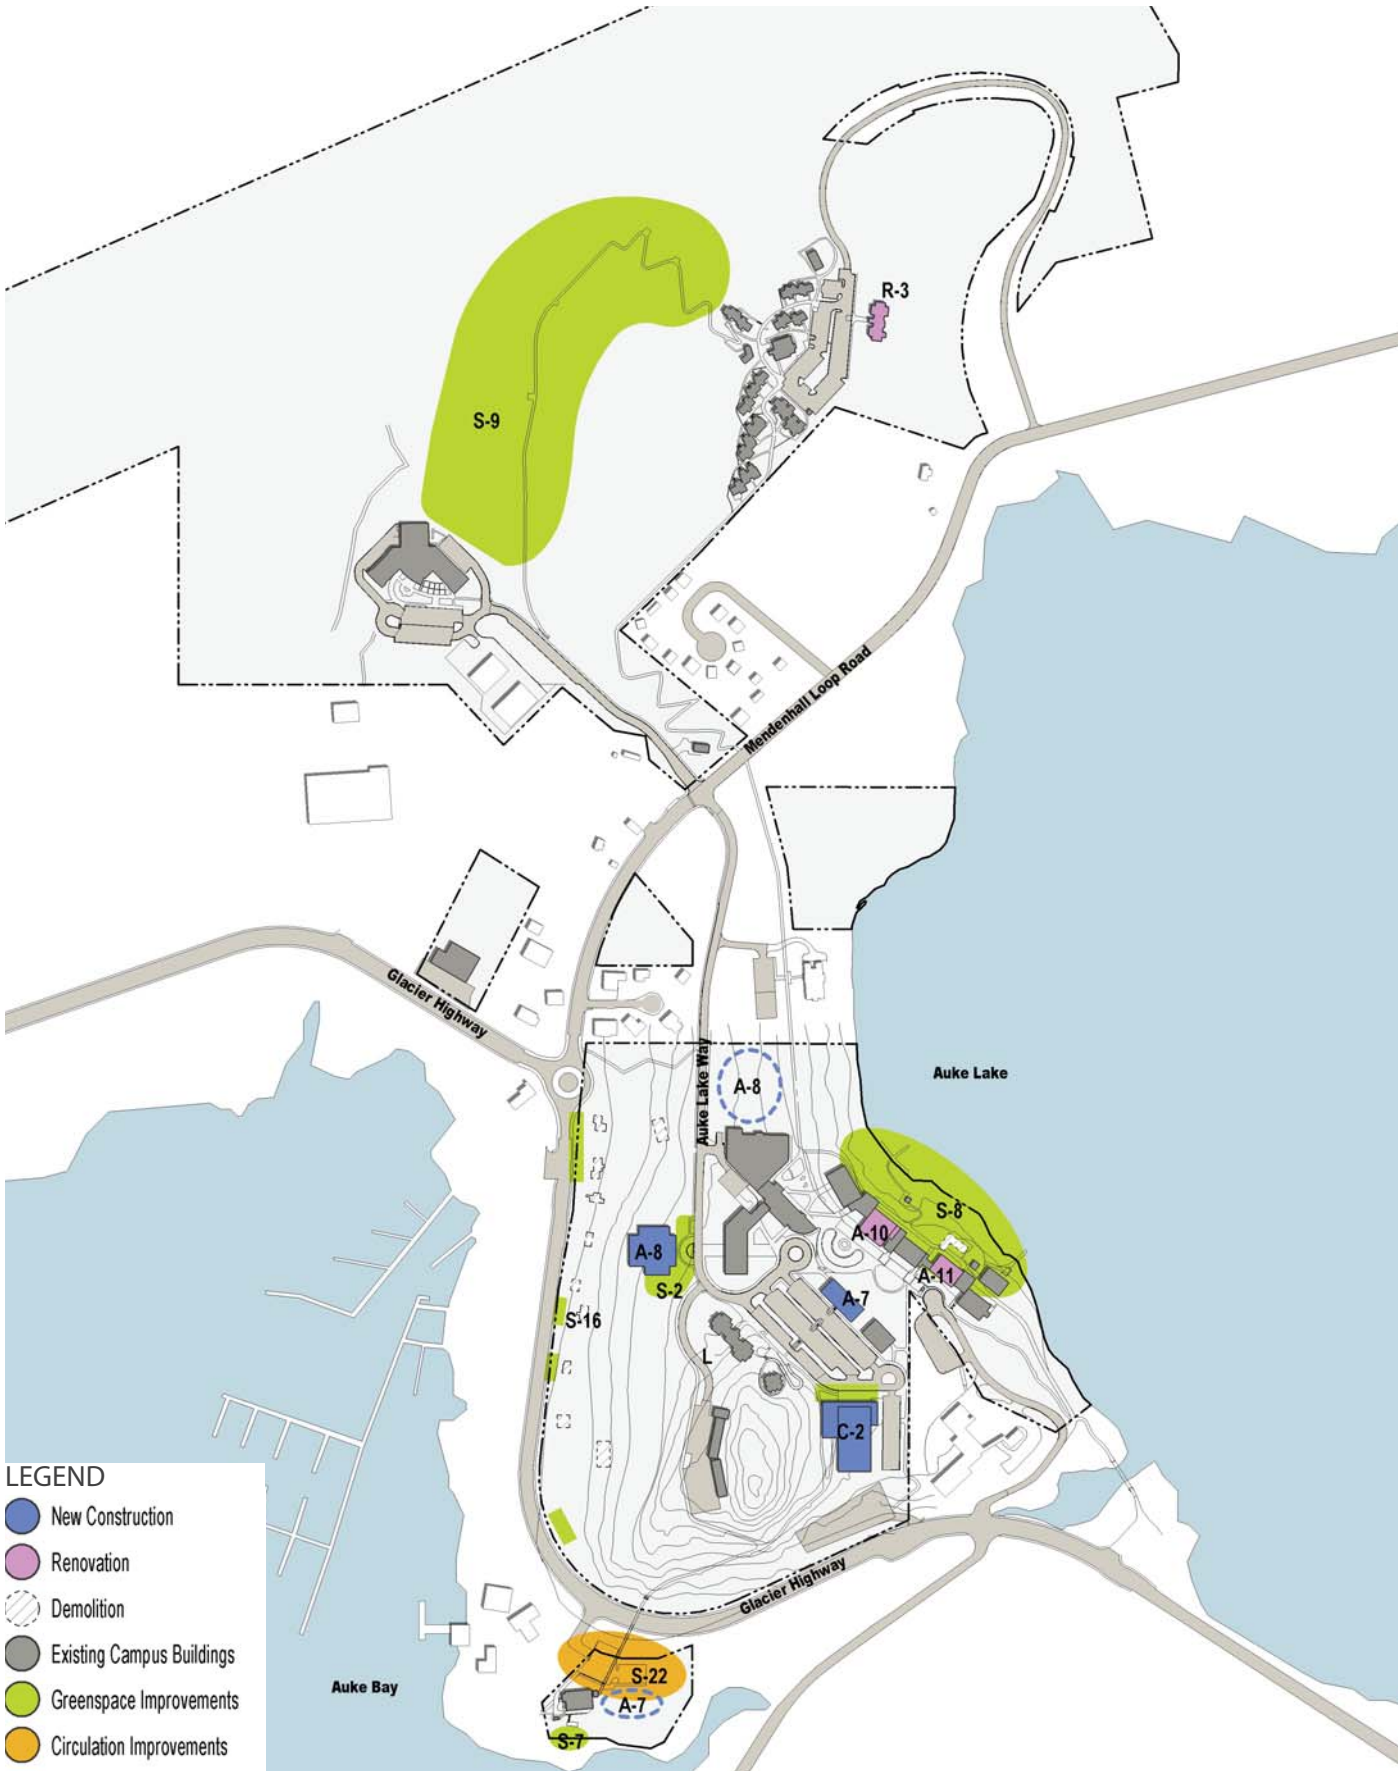 R-3
S-9
Mendenhall Loop Road
Glacier Highway
Auke Lake Way
A-8
Auke Lake
S-8
A-10
A-8
A-11
S-2
A-7
S-16
L
C-2
LEGEND
New Construction
Renovation
Demolition
Existing Campus Buildings
Greenspace Improvements
Circulation Improvements
Glacier Highway
Auke Bay
S-22
A-7
S-7